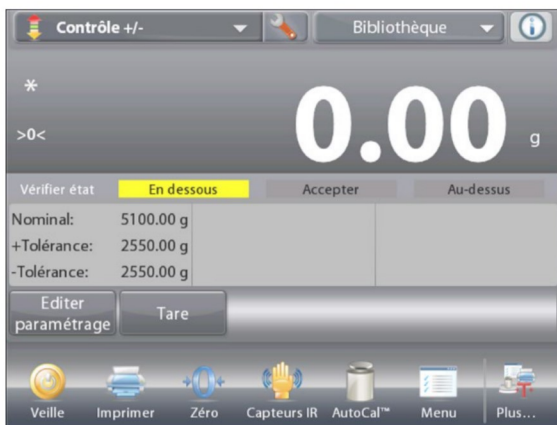 Contrôle +/-
Bibliothèque
*
>0<
0.00 g
Vérifier état
En dessous
Accepter
Au-dessus
Nominal: 5100.00 g
+Tolérance: 2550.00 g
-Tolérance: 2550.00 g
Editer
paramétrage
Tare
Veille
Imprimer
Zéro
Capteurs IR
AutoCal™
Menu
Plus...